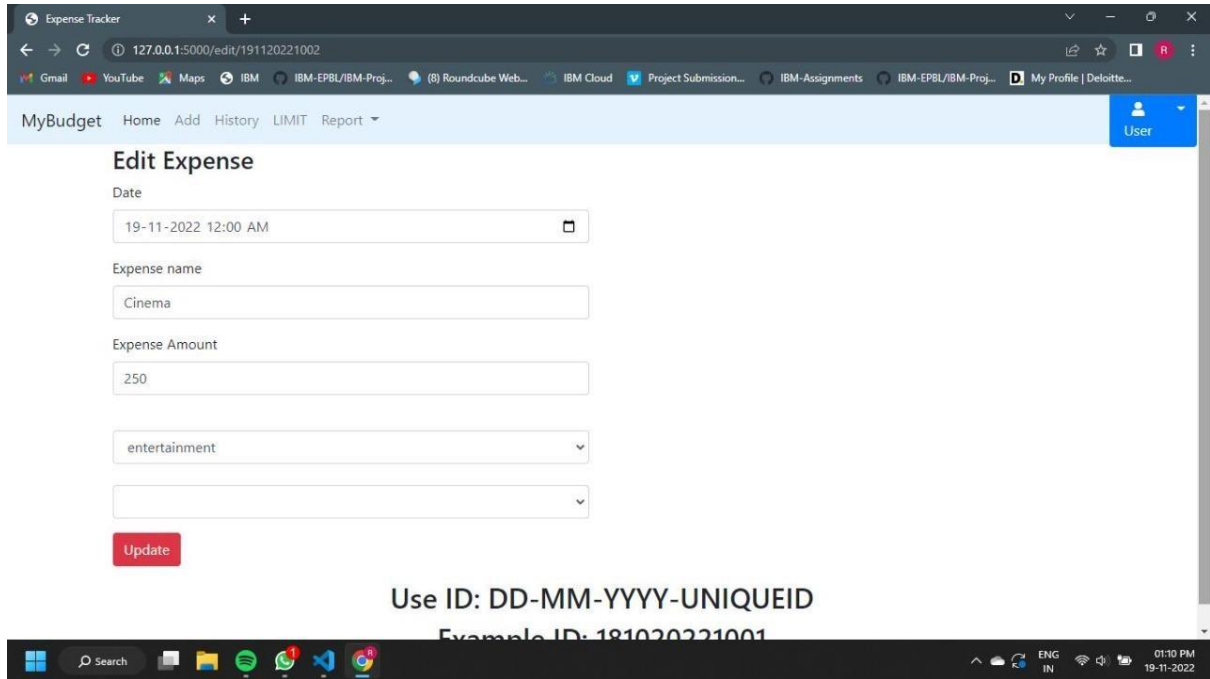 Expense Tracker
127.0.0.1:5000/edit/191120221002
Gmail YouTube Maps IBM IBM-EPBL/IBM-Proj... (8) Roundcube Web... IBM Cloud Project Submission... IBM-Assignments IBM-EPBL/IBM-Proj... My Profile | Deloitte...
MyBudget Home Add History LIMIT Report User
Edit Expense
Date
19-11-2022 12:00 AM
Expense name
Cinema
Expense Amount
250
entertainment
Update
Use ID: DD-MM-YYYY-UNIQUEID
Example ID: 181020221001
Search ENG 01:10 PM
IN 19-11-2022